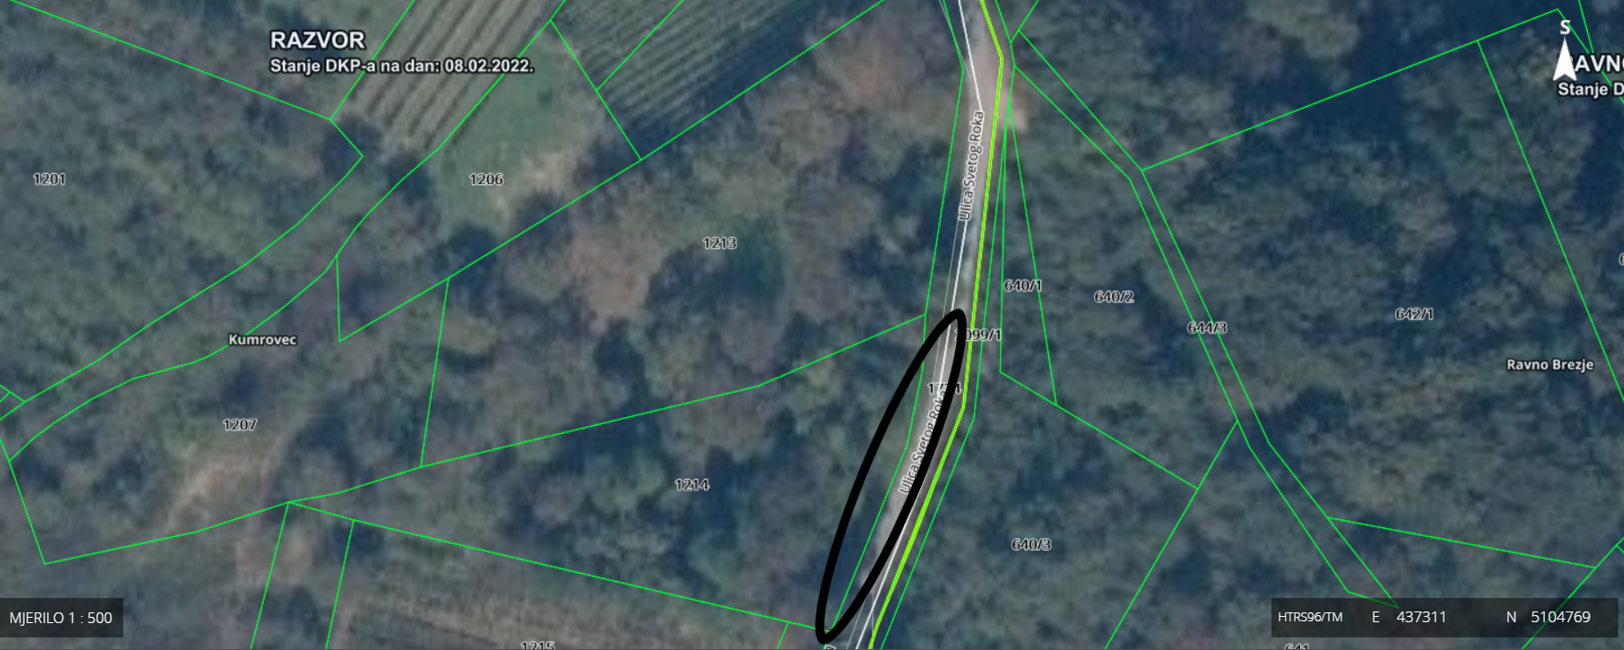 RAZVOR
Stanje DKP-a na dan: 08.02.2022.
S
Stanje D
Ulica Svetog Roka
1201
1206
1213
640/1
640/2
642/1
644/3
Kumrovec
Ravno Brezje
1207
Ulica Svetog Roka
1214
640/3
MJERILO 1 : 500
HTRS96/TM E 437311 N 5104769
1215
641